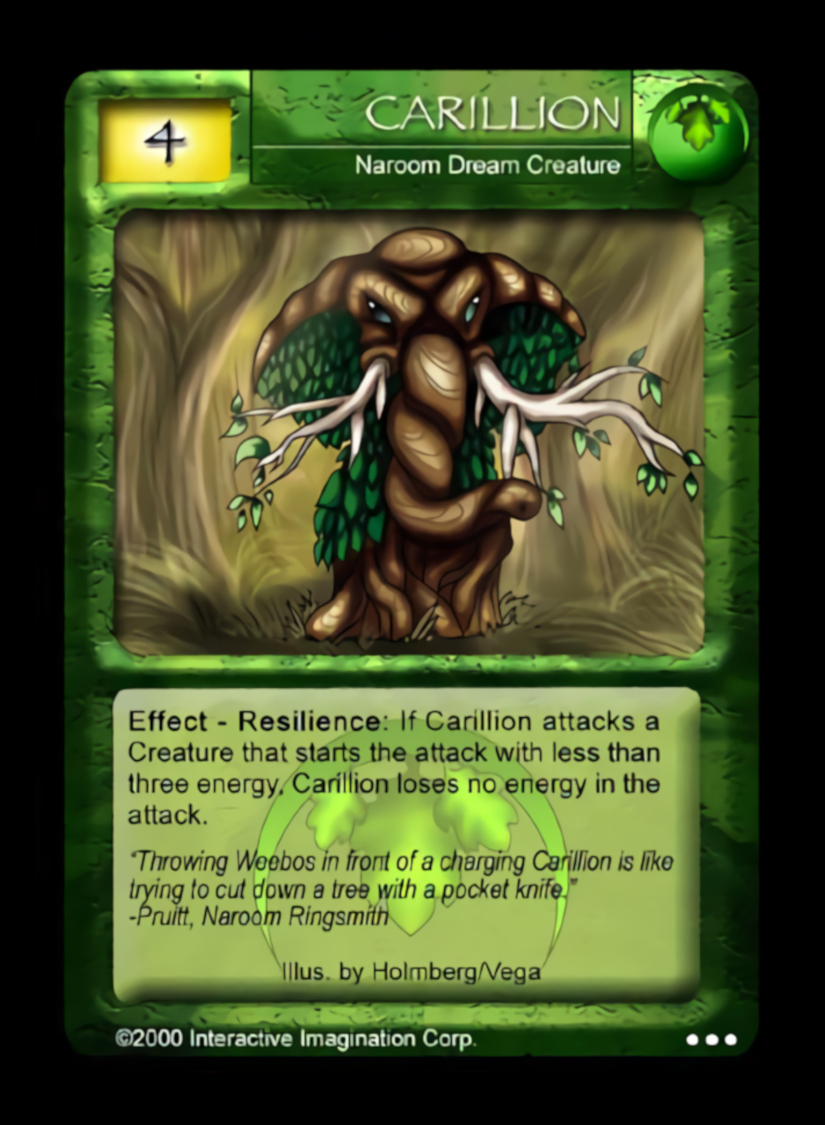 4
CARILLION
Naroom Dream Creature
Effect - Resilience: If Carillion attacks a
Creature that starts the attack with less than
three energy, Carillion loses no energy in the
attack.
"Throwing Weebos in front of a charging Carillion is like
trying to cut down a tree with a pocket knife."
-Pruitt, Naroom Ringsmith
Illus. by Holmberg/Vega
©2000 Interactive Imagination Corp.